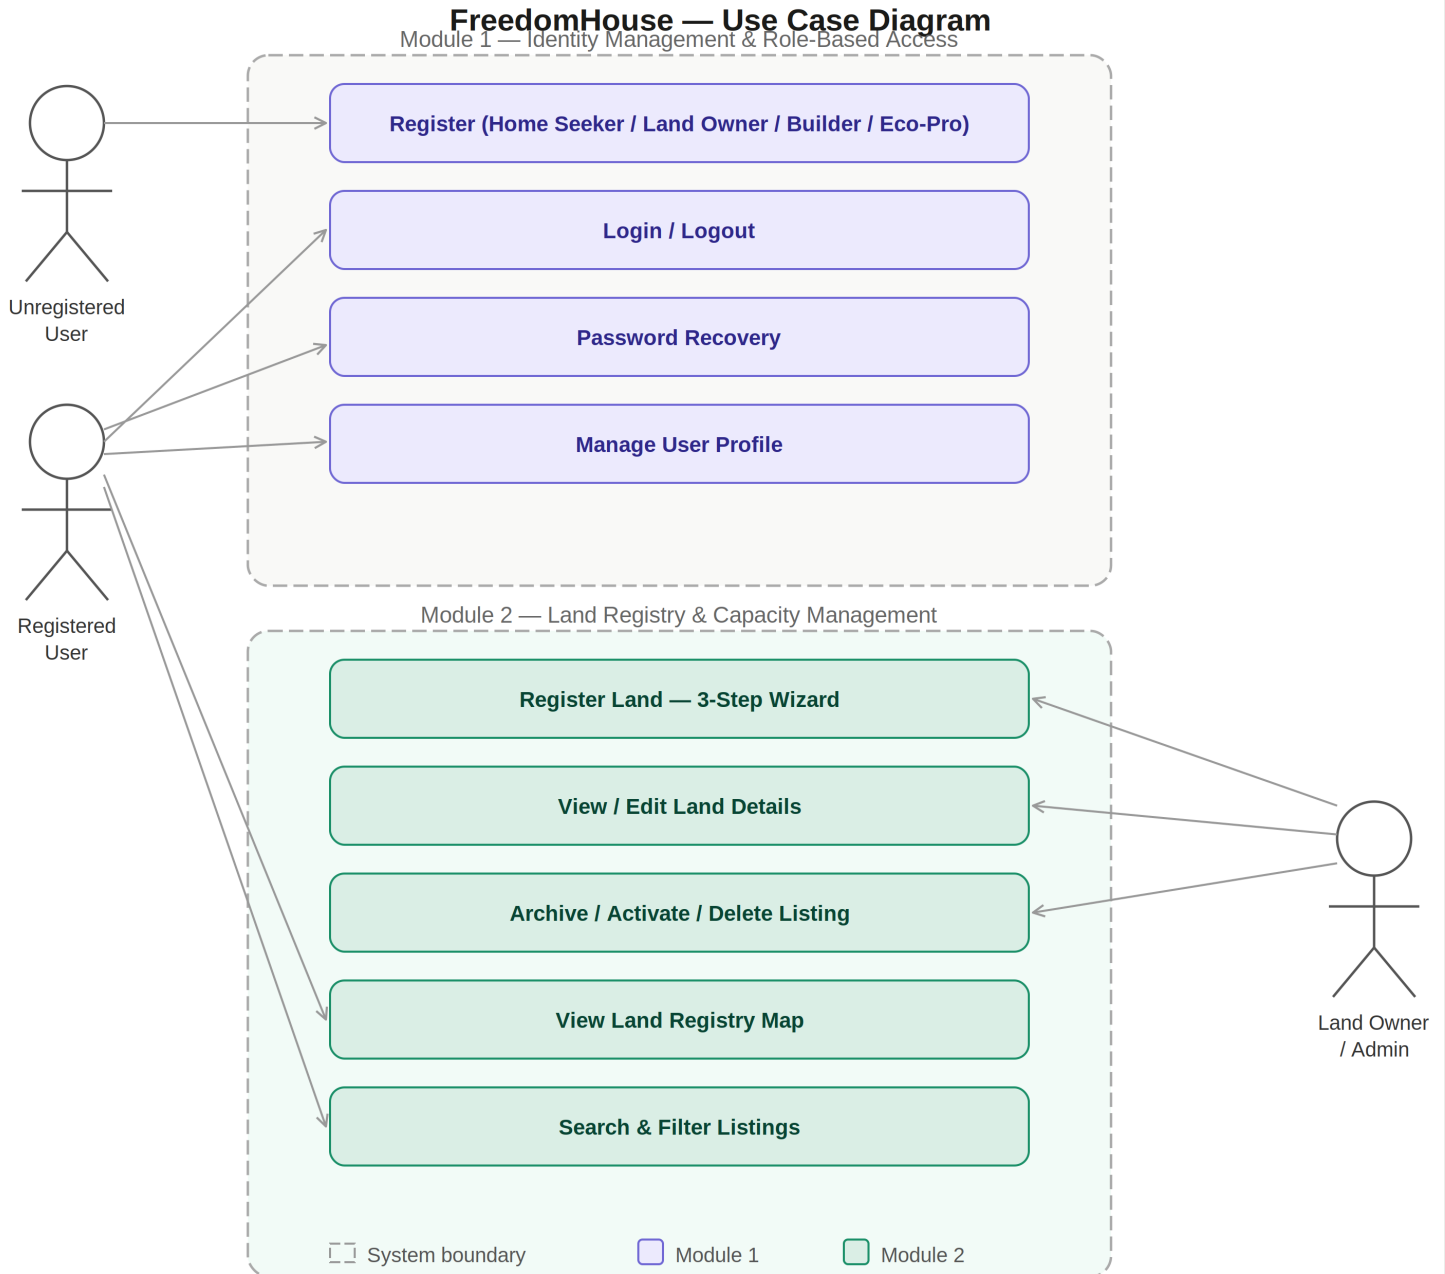 FreedomHouse — Use Case Diagram
Module 1 — Identity Management & Role-Based Access
Register (Home Seeker / Land Owner / Builder / Eco-Pro)
Login / Logout
Unregistered
User
Password Recovery
Manage User Profile
Registered
User
Module 2 — Land Registry & Capacity Management
Register Land — 3-Step Wizard
View / Edit Land Details
Archive / Activate / Delete Listing
View Land Registry Map
Land Owner
/ Admin
Search & Filter Listings
System boundary
Module 1
Module 2